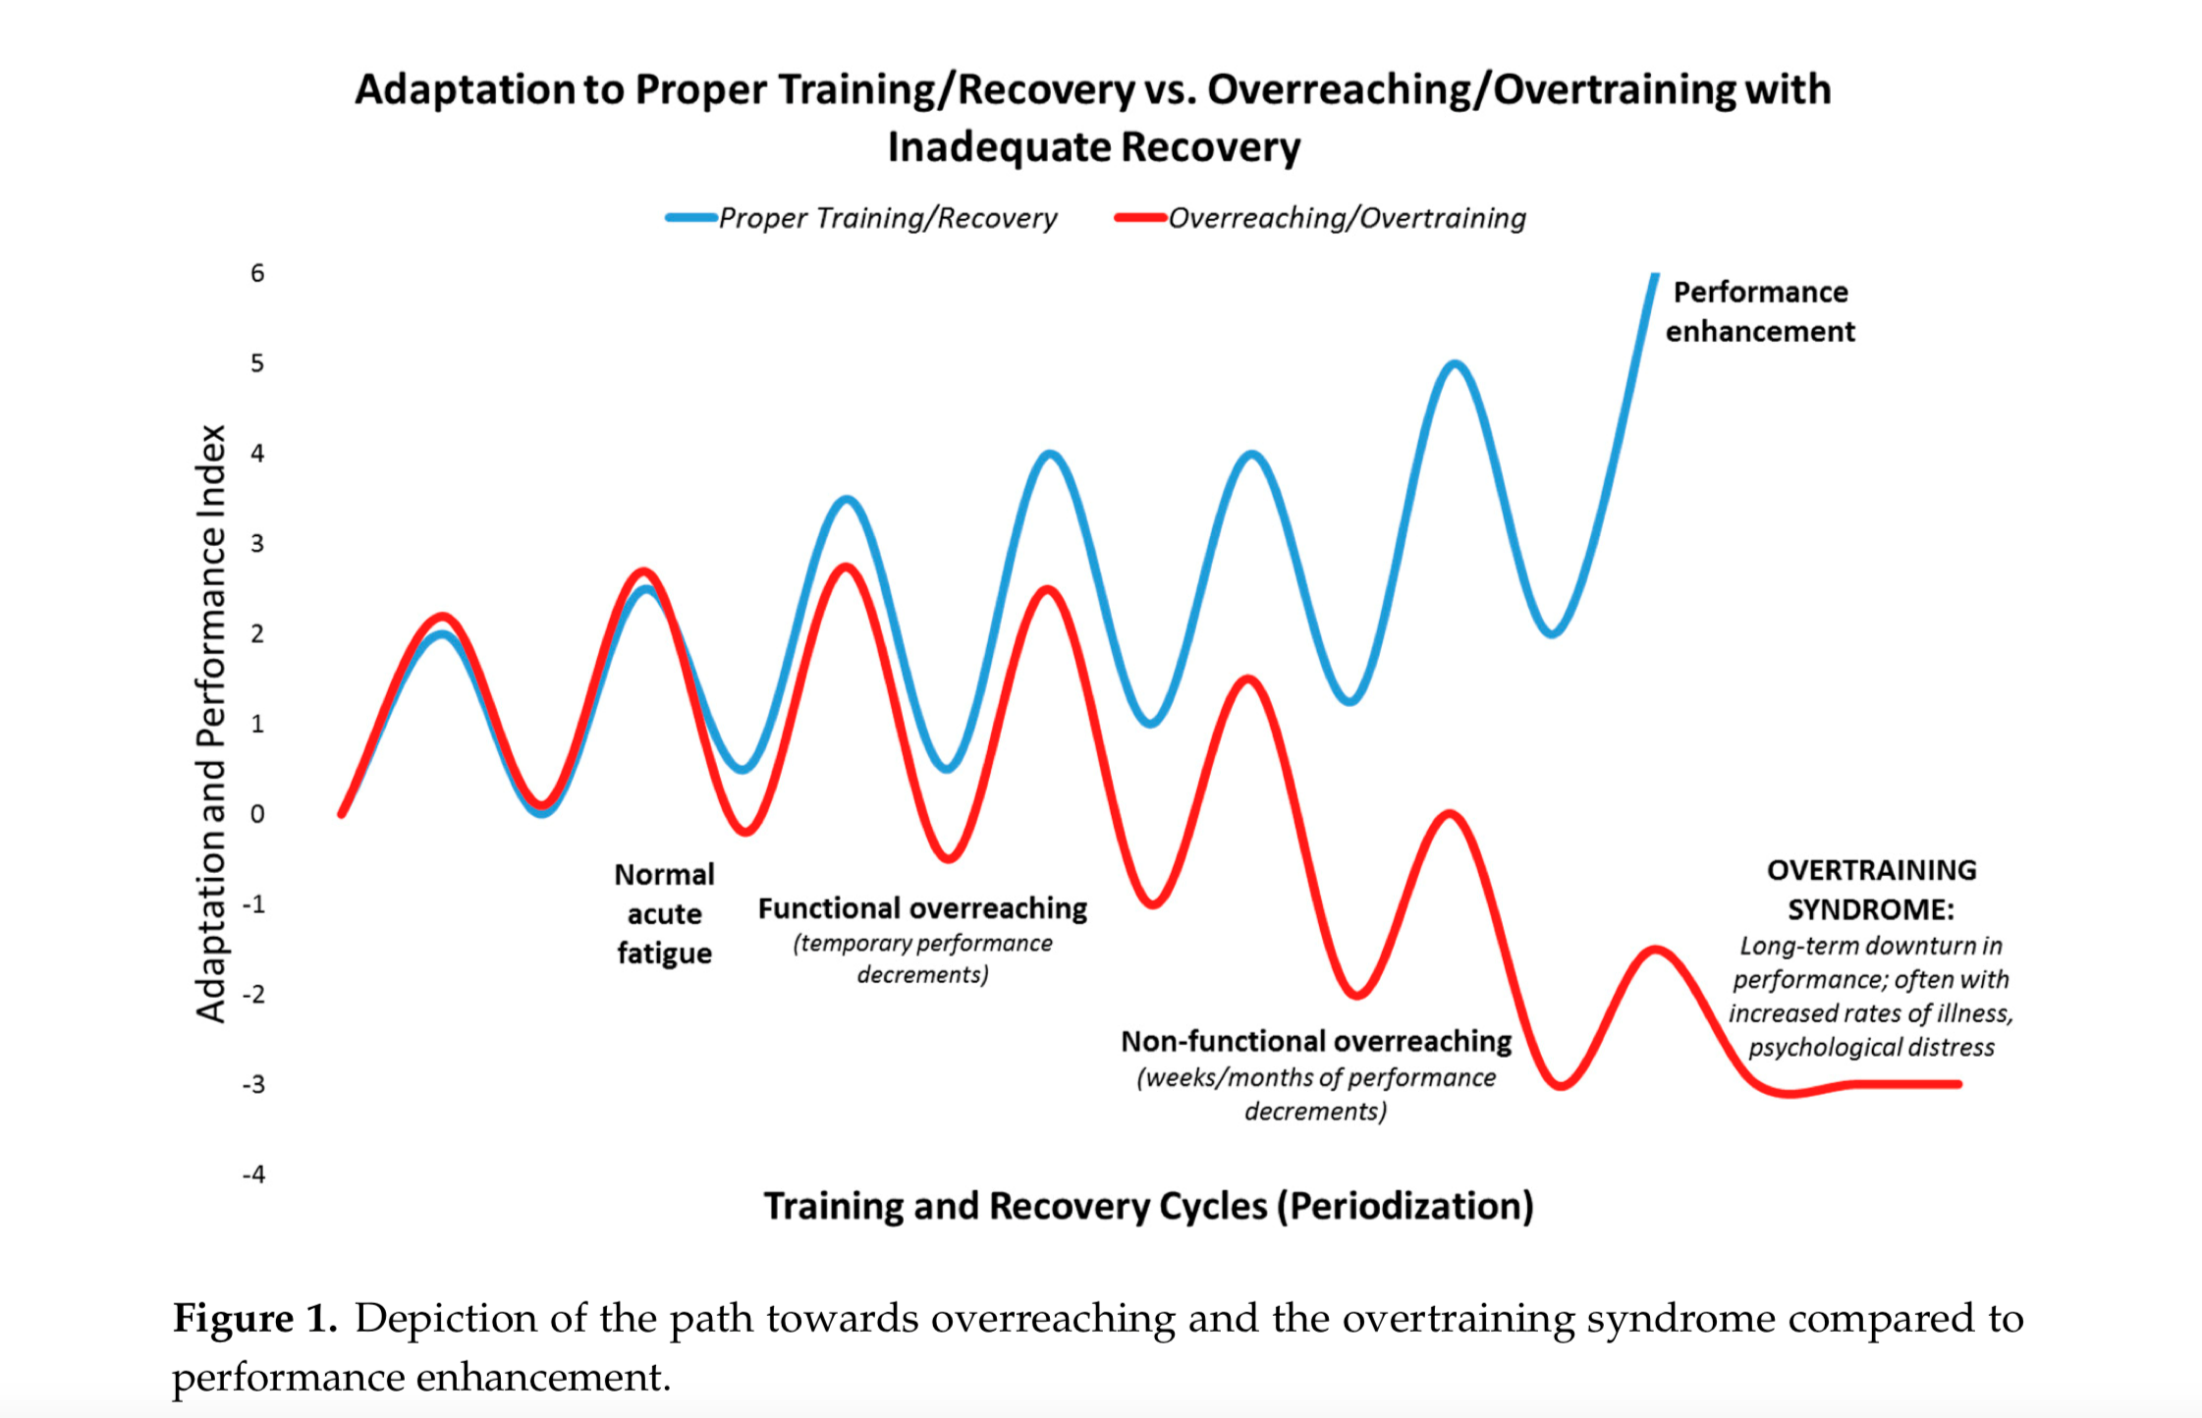 Adaptation to Proper Training/Recovery vs. Overreaching/Overtraining with
Inadequate Recovery
Proper Training/Recovery
Overreaching/Overtraining
6
5
4
3
2
1
0
-1
-2
-3
-4
Adaptation and Performance Index
Performance
enhancement
Normal
acute
fatigue
Functional overreaching
(temporary performance
decrements)
Non-functional overreaching
(weeks/months of performance
decrements)
OVERTRAINING
SYNDROME:
Long-term downturn in
performance; often with
increased rates of illness,
psychological distress
Training and Recovery Cycles (Periodization)
Figure 1. Depiction of the path towards overreaching and the overtraining syndrome compared to
performance enhancement.